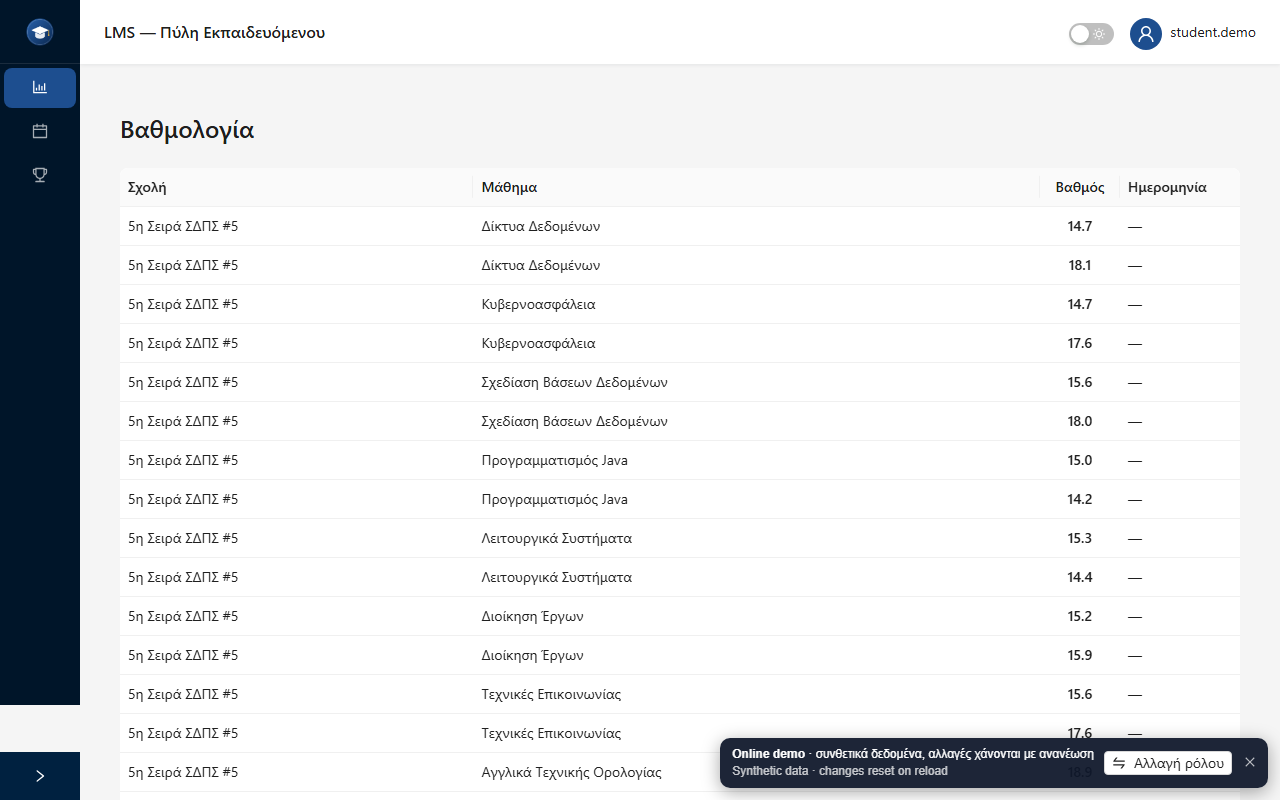 LMS — Πύλη Εκπαιδευόμενου
student.demo
Βαθμολογία
Σχολή Μάθημα Βαθμός Ημερομηνία
5η Σειρά ΣΔΠΣ #5 Δίκτυα Δεδομένων 14.7 —
5η Σειρά ΣΔΠΣ #5 Δίκτυα Δεδομένων 18.1 —
5η Σειρά ΣΔΠΣ #5 Κυβερνοασφάλεια 14.7 —
5η Σειρά ΣΔΠΣ #5 Κυβερνοασφάλεια 17.6 —
5η Σειρά ΣΔΠΣ #5 Σχεδίαση Βάσεων Δεδομένων 15.6 —
5η Σειρά ΣΔΠΣ #5 Σχεδίαση Βάσεων Δεδομένων 18.0 —
5η Σειρά ΣΔΠΣ #5 Προγραμματισμός Java 15.0 —
5η Σειρά ΣΔΠΣ #5 Προγραμματισμός Java 14.2 —
5η Σειρά ΣΔΠΣ #5 Λειτουργικά Συστήματα 15.3 —
5η Σειρά ΣΔΠΣ #5 Λειτουργικά Συστήματα 14.4 —
5η Σειρά ΣΔΠΣ #5 Διοίκηση Έργων 15.2 —
5η Σειρά ΣΔΠΣ #5 Διοίκηση Έργων 15.9 —
5η Σειρά ΣΔΠΣ #5 Τεχνικές Επικοινωνίας 15.6 —
5η Σειρά ΣΔΠΣ #5 Τεχνικές Επικοινωνίας 17.6 —
5η Σειρά ΣΔΠΣ #5 Αγγλικά Τεχνικής Ορολογίας 18.9
Online demo · συνθετικά δεδομένα, αλλαγές χάνονται με ανανέωση
Synthetic data · changes reset on reload
Αλλαγή ρόλου